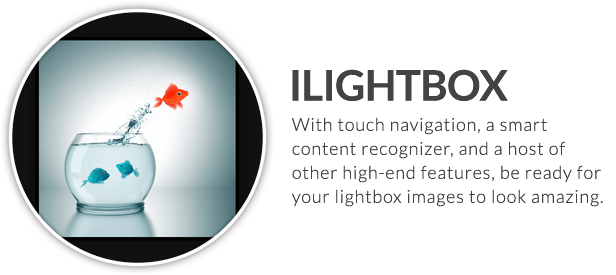 ILIGHTBOX
With touch navigation, a smart
content recognizer, and a host of
other high-end features, be ready for
your lightbox images to look amazing.